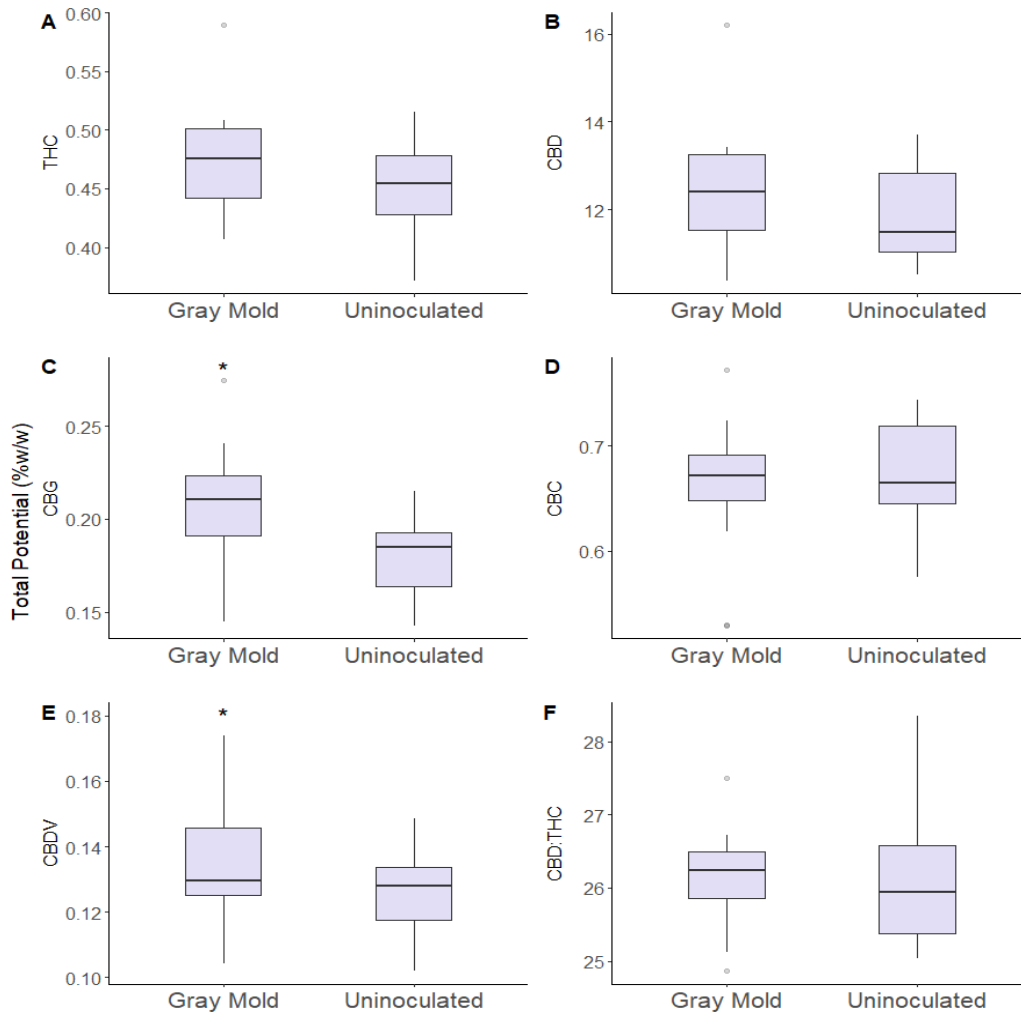 A
THC
0.60
0.55
0.50
0.45
0.40
Gray Mold
Uninoculated
B
CBD
16
14
12
Gray Mold
Uninoculated
Total Potential (%w/w)
C
CBG
*
0.25
0.20
0.15
Gray Mold
Uninoculated
D
CBC
0.7
0.6
Gray Mold
Uninoculated
E
CBDV
*
0.18
0.16
0.14
0.12
0.10
Gray Mold
Uninoculated
F
CBD:THC
28
27
26
25
Gray Mold
Uninoculated